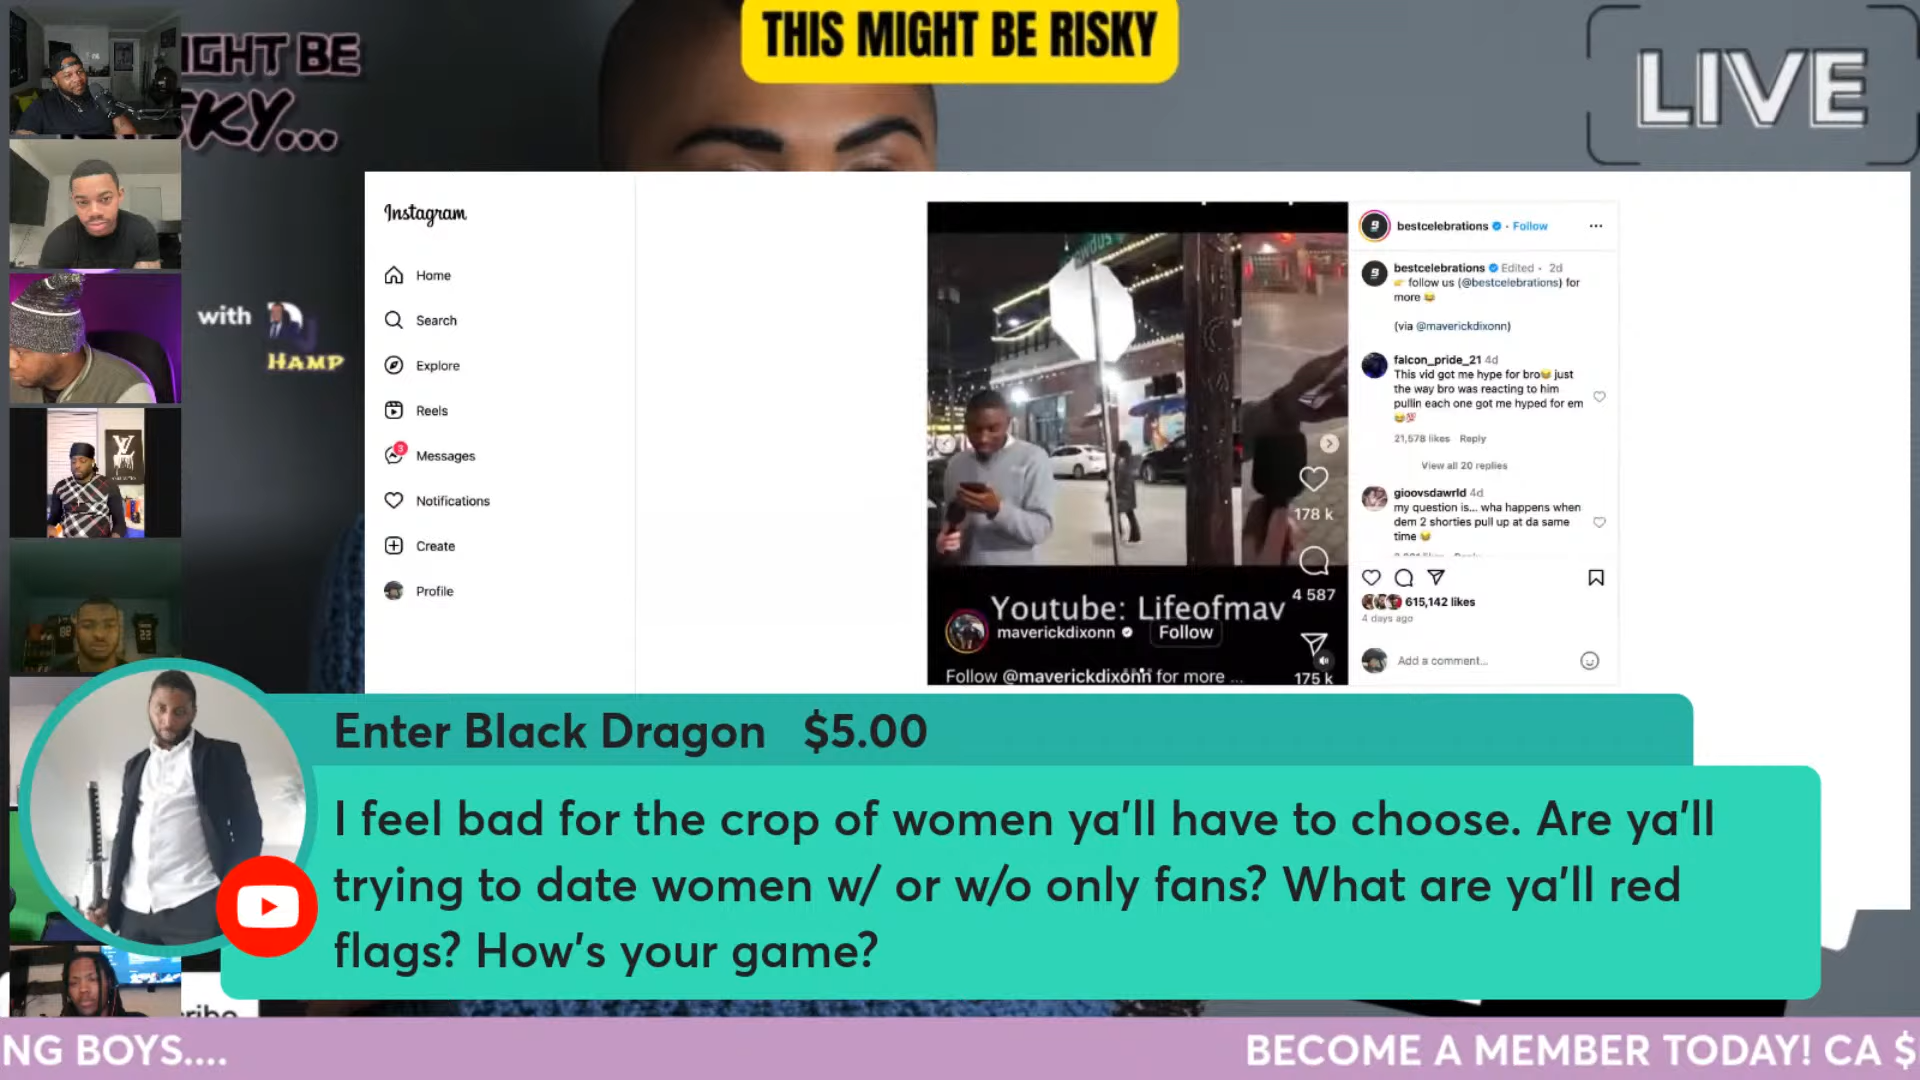 THIS MIGHT BE RISKY
IGHT BE
KY...
LIVE
with
HAMP
Instagram
Home
Search
Explore
Reels
3
Messages
Notifications
Create
Profile
Youtube: Lifeofmav
maverickdixonn
Follow
Follow @maverickdixonn for more ...
178 k
4 587
175 k
bestcelebrations • Follow
bestcelebrations Edited • 2d
👉 follow us (@bestcelebrations) for
more 😂
(via @maverickdixonn)
falcon_pride_21 4d
This vid got me hype for bro😂 just
the way bro was reacting to him
pullin each one got me hyped for em
😂💯
21,578 likes Reply
View all 20 replies
gioovsdawrld 4d
my question is... wha happens when
dem 2 shorties pull up at da same
time 😂
615,142 likes
4 days ago
Add a comment...
Enter Black Dragon $5.00
I feel bad for the crop of women ya'll have to choose. Are ya'll
trying to date women w/ or w/o only fans? What are ya'll red
flags? How's your game?
ribe
NG BOYS.... BECOME A MEMBER TODAY! CA $